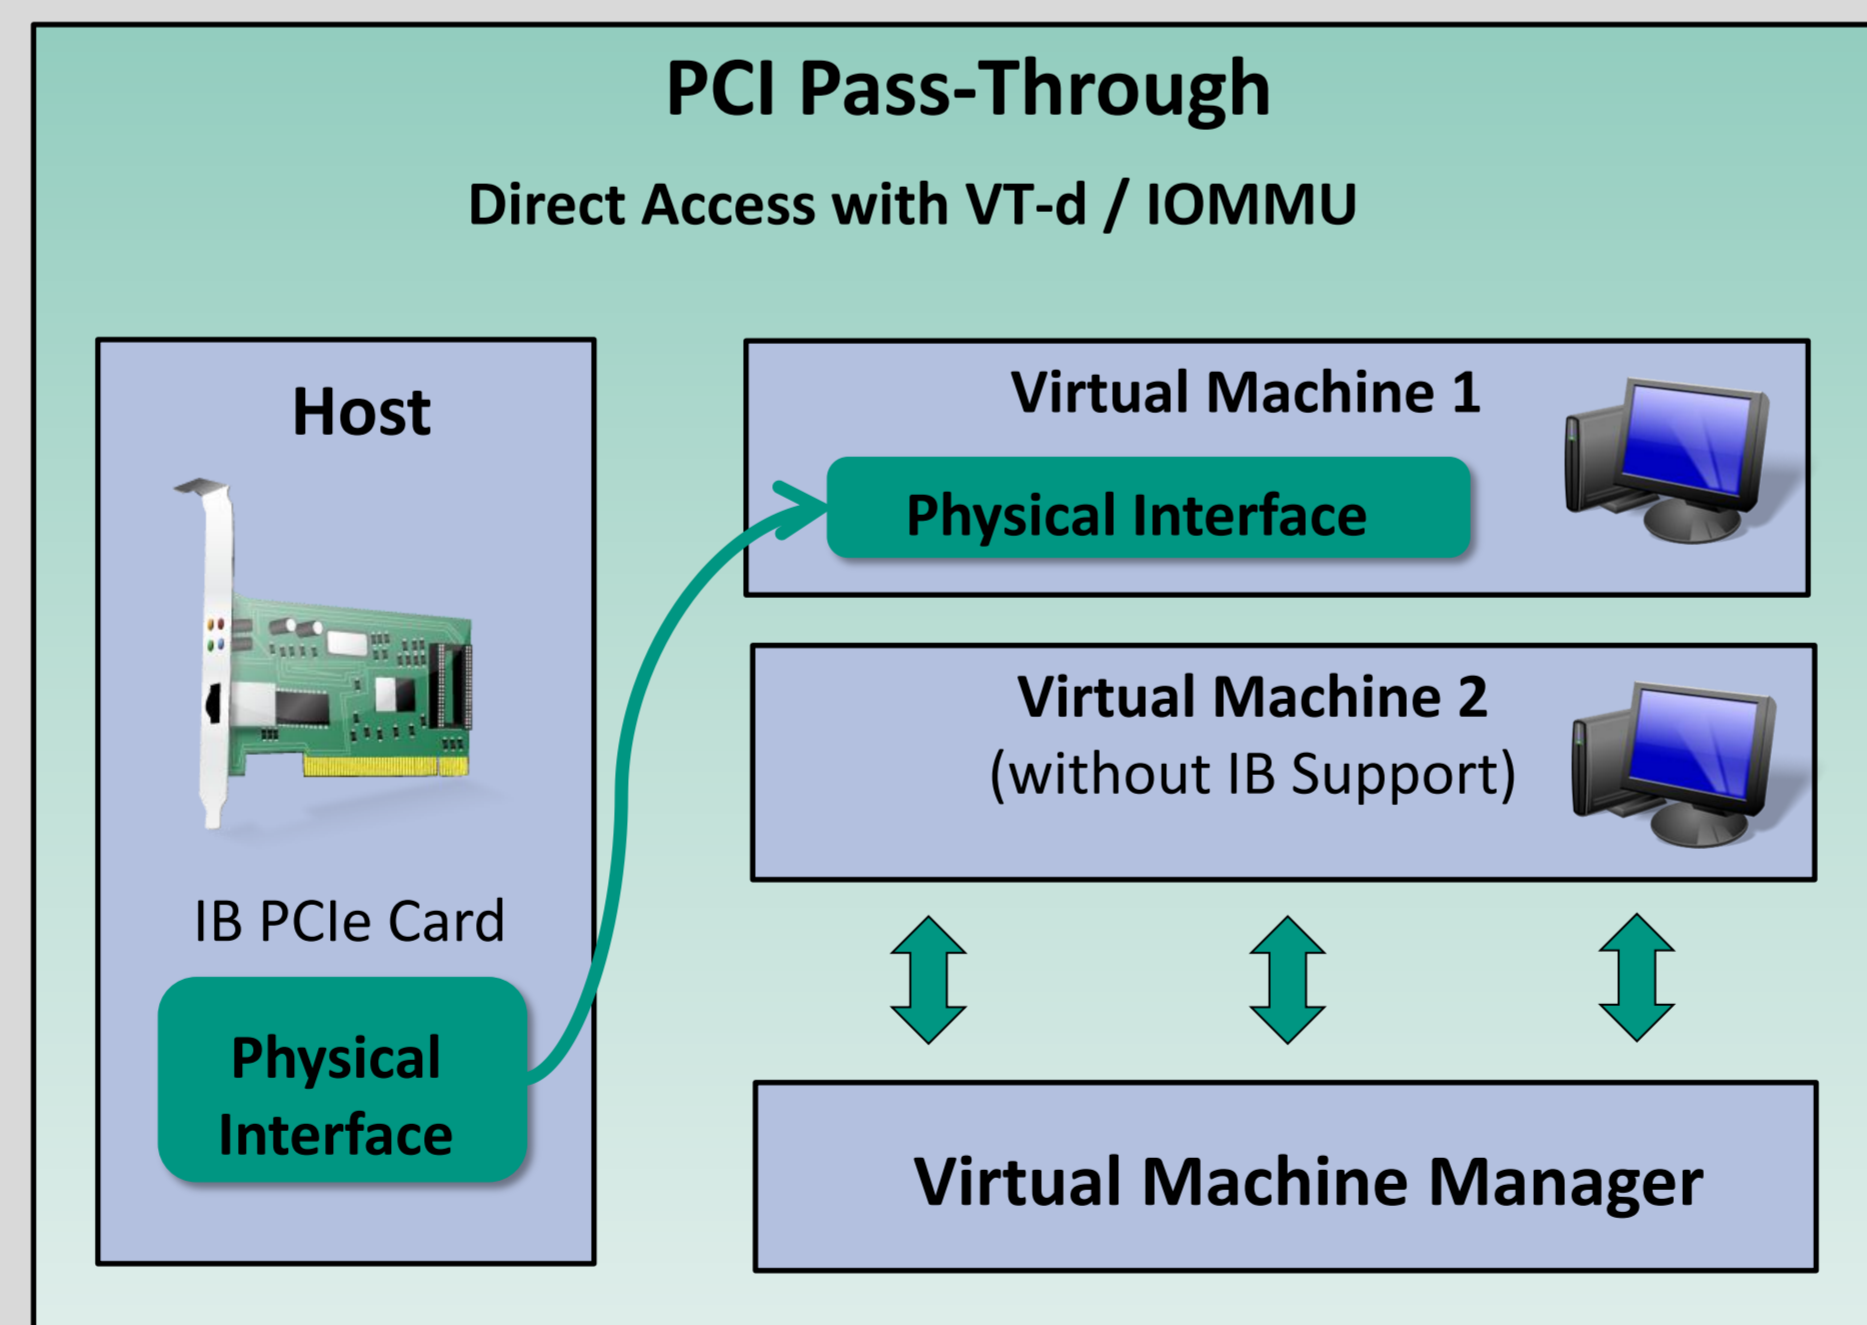 PCI Pass-Through
Direct Access with VT-d / IOMMU
Host
IB PCIe Card
Physical
Interface
Virtual Machine 1
Physical Interface
Virtual Machine 2
(without IB Support)
Virtual Machine Manager